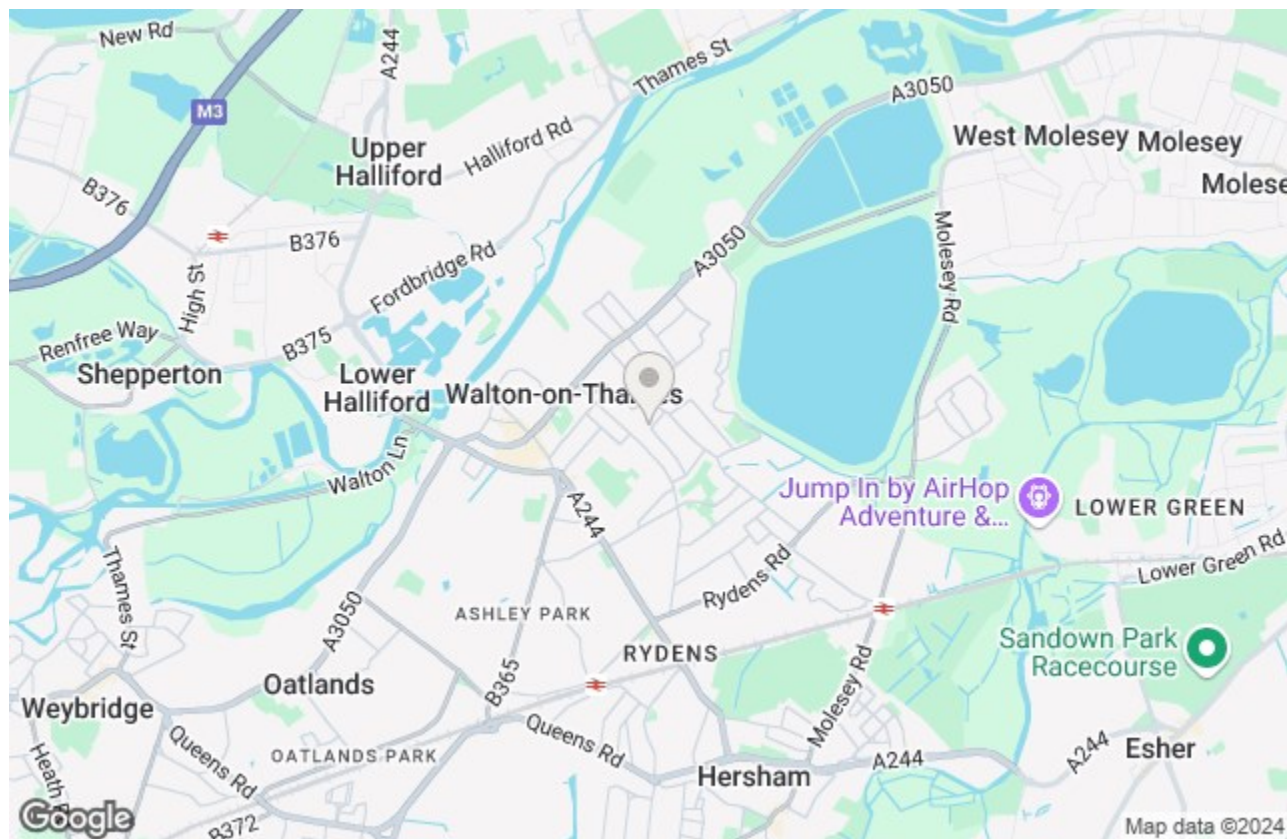 New Rd
A244
Thames St
M3
A3050
Upper
Halliford
Halliford Rd
West Molesey
Molesey
Molese
B376
B376
A3050
Molesey Rd
High St
Fordbridge Rd
Renfree Way
B375
Shepperton
Lower
Halliford
Walton-on-Thames
Walton Ln
A244
Jump In by AirHop
Adventure &...
LOWER GREEN
Thames St
Lower Green Rd
Rydens Rd
A3050
ASHLEY PARK
RYDENS
Sandown Park
Racecourse
Oatlands
B365
Molesey Rd
Weybridge
Queens Rd
Queens Rd
OATLANDS PARK
Hersham
A244
A244
Esher
Heath
B372
Google
Map data ©2024